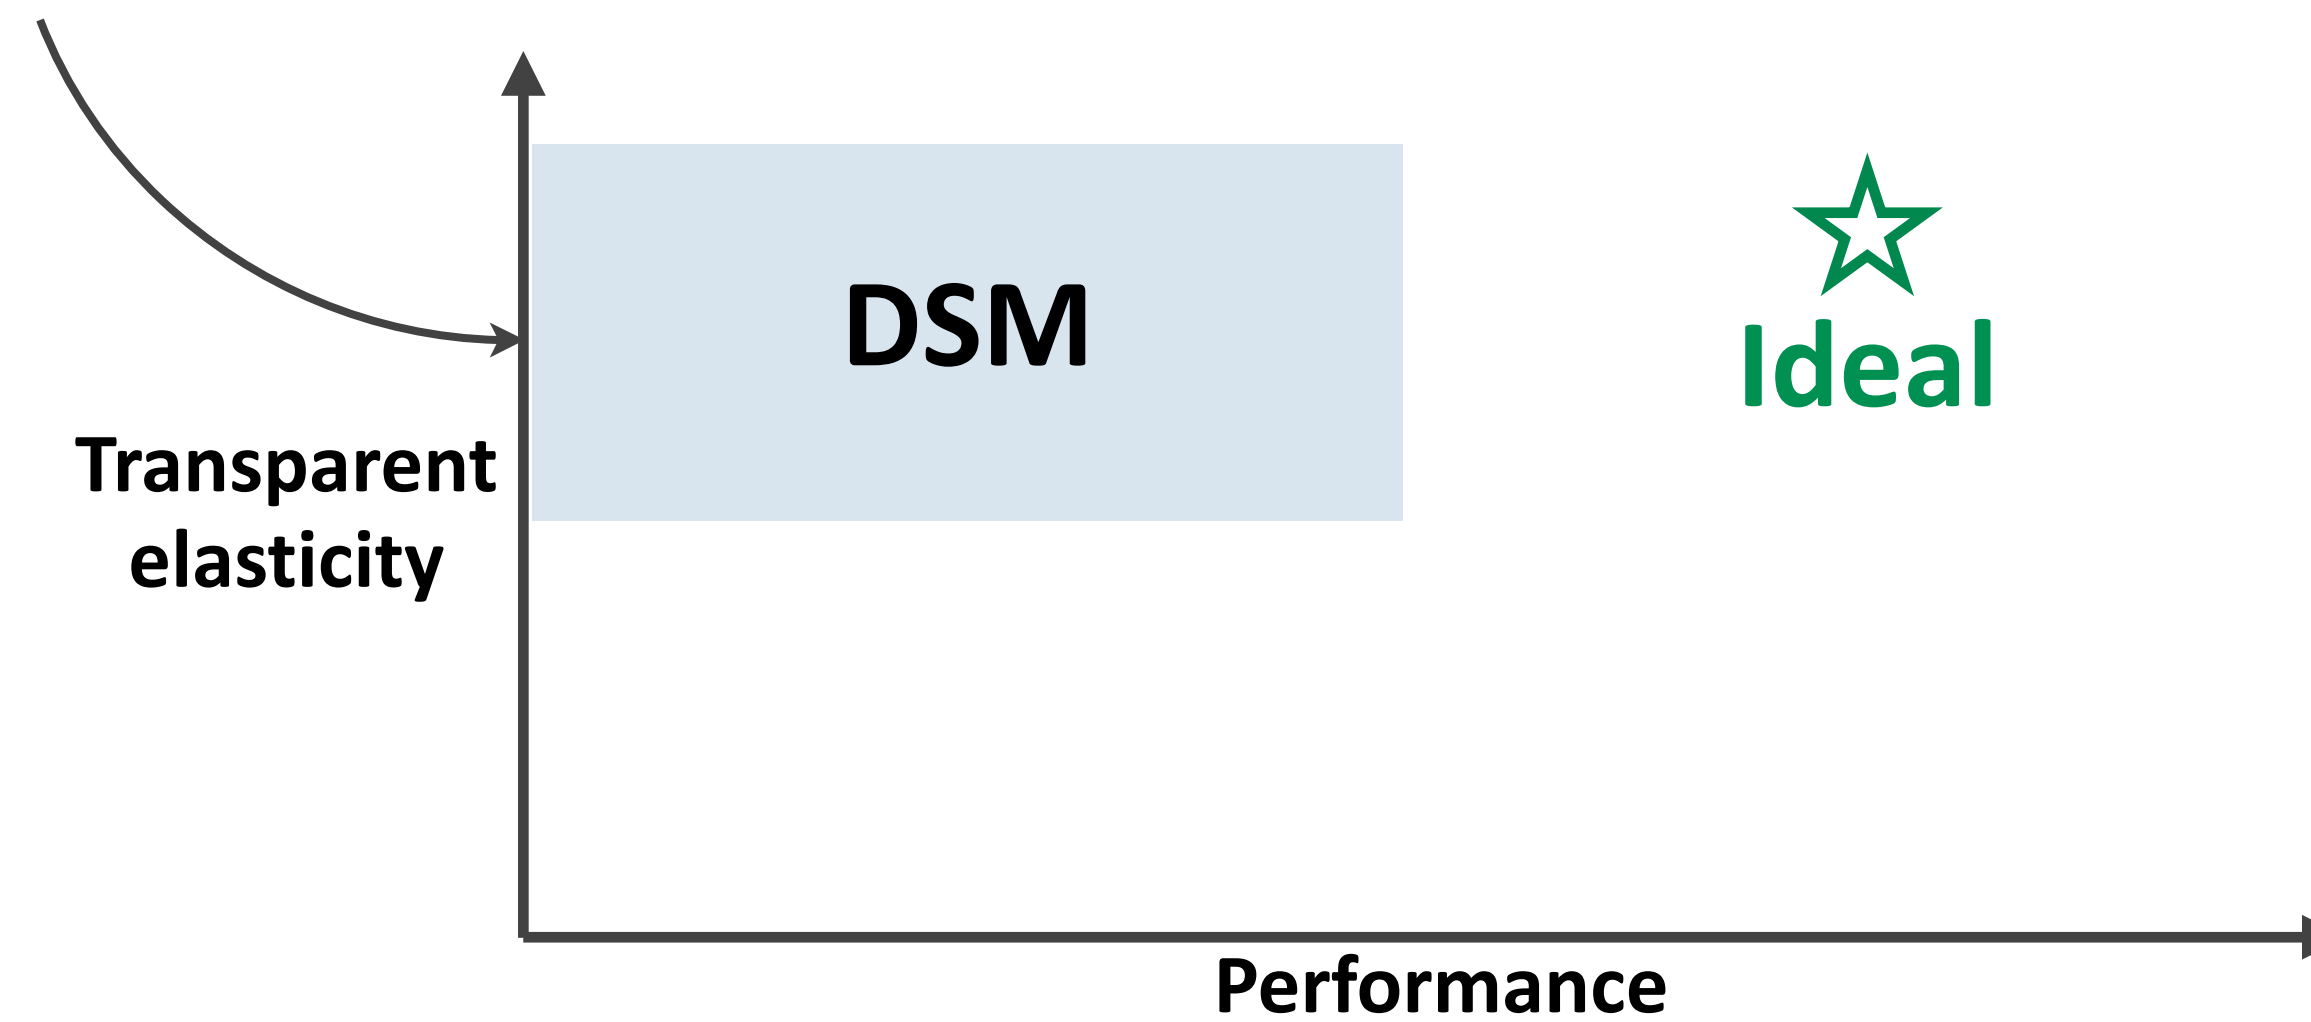 DSM
Ideal
Transparent
elasticity
Performance